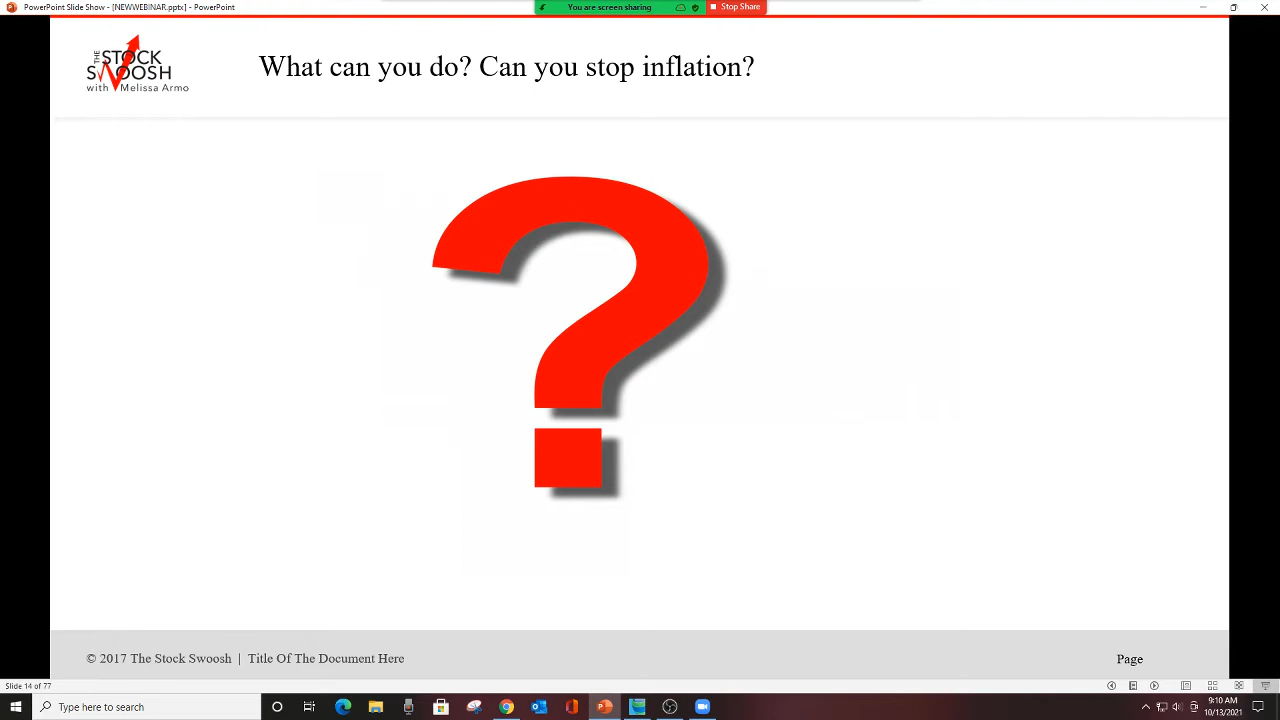 PowerPoint Slide Show - [NEWWEBINAR.pptx] - PowerPoint
You are screen sharing
Stop Share
THE
STOCK
SWOOSH
with Melissa Armo
What can you do? Can you stop inflation?
?
© 2017 The Stock Swoosh | Title Of The Document Here
Page
Slide 14 of 77
Type here to search
9:10 AM
10/13/2021